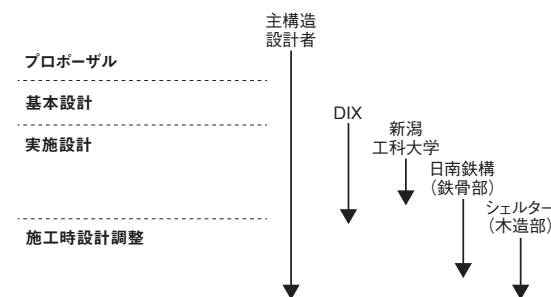 主構造
設計者
プロポーザル
基本設計
DIX
新潟
工科大学
実施設計
日南鉄構
（鉄骨部）
シェルター
（木造部）
施工時設計調整